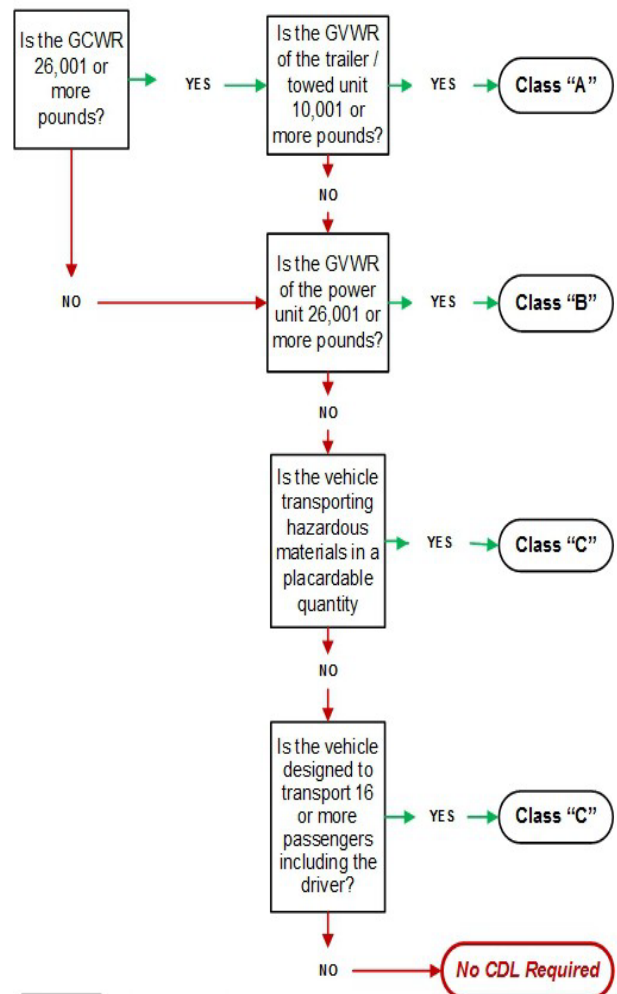 Is the GCWR
26,001 or
more
pounds?
YES
Is the GVWR
of the trailer /
towed unit
10,001 or
more pounds?
YES
Class “A”
NO
NO
Is the GVWR
of the power
unit 26,001 or
more pounds?
YES
Class “B”
NO
Is the vehicle
transporting
hazardous
materials in a
placardable
quantity
YES
Class “C”
NO
Is the vehicle
designed to
transport 16
or more
passengers
including the
driver?
YES
Class “C”
NO
No CDL Required